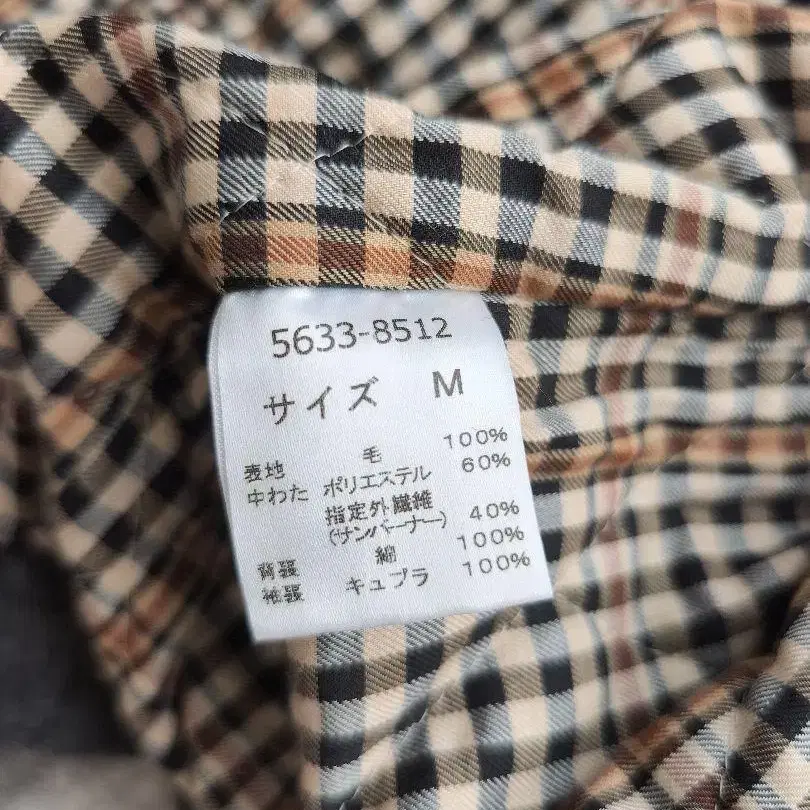 5633-8512
サイズ M
表地 毛 100%
中わた ポリエステル 60%
指定外繊維
(サンバーナー) 40%
背裏 綿 100%
袖裏 キュプラ 100%